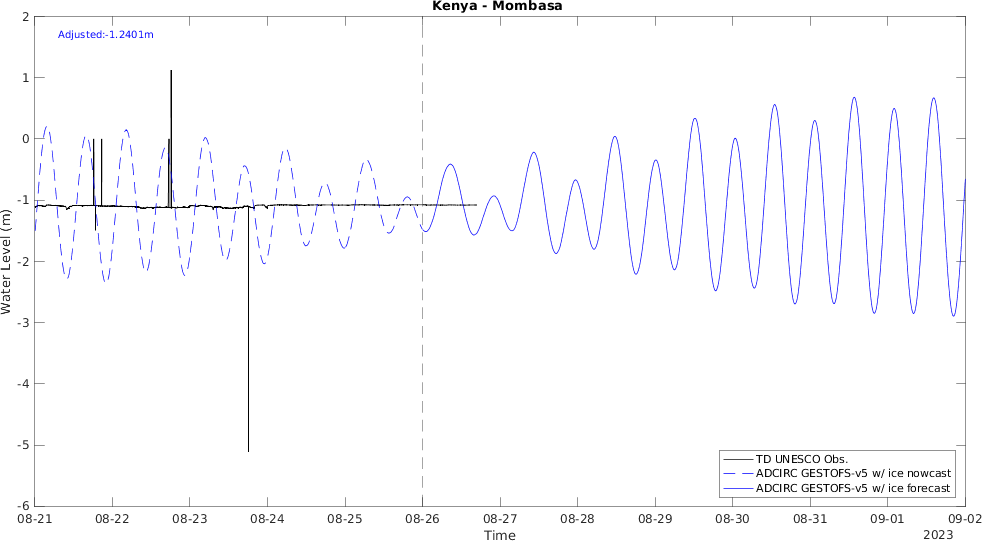 Kenya - Mombasa
Adjusted:-1.2401m
2
1
0
-1
-2
-3
-4
-5
-6
Water Level (m)
TD UNESCO Obs.
ADCIRC GESTOFS-v5 w/ ice nowcast
ADCIRC GESTOFS-v5 w/ ice forecast
08-21 08-22 08-23 08-24 08-25 08-26 08-27 08-28 08-29 08-30 08-31 09-01 09-02
Time
2023